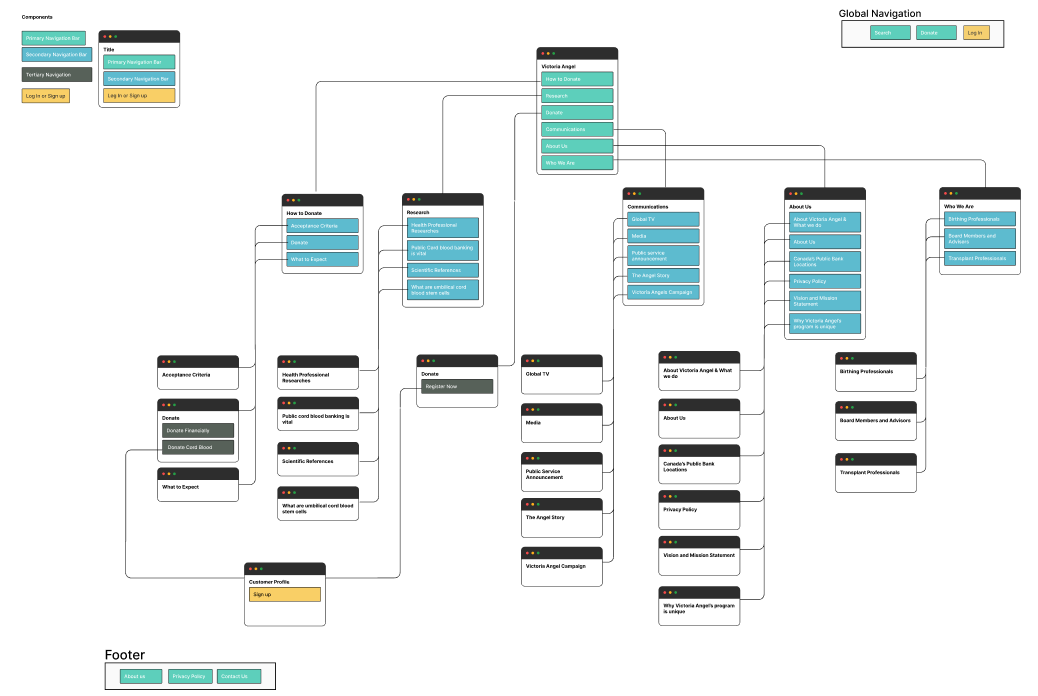 Components
Primary Navigation Bar
Secondary Navigation Bar
Tertiary Navigation
Log In or Sign up
Title
Primary Navigation Bar
Secondary Navigation Bar
Log In or Sign up
Global Navigation
Search
Donate
Log In
Victoria Angel
How to Donate
Research
Donate
Communications
About Us
Who We Are
How to Donate
Acceptance Criteria
Donate
What to Expect
Research
Health Professional
Researches
Public Cord blood banking
is vital
Scientific References
What are umbilical cord
blood stem cells
Communications
Global TV
Media
Public service
announcement
The Angel Story
Victoria Angels Campaign
About Us
About Victoria Angel &
What we do
About Us
Canada's Public Bank
Locations
Privacy Policy
Vision and Mission
Statement
Why Victoria Angel's
program is unique
Who We Are
Birthing Professionals
Board Members and
Advisers
Transplant Professionals
Acceptance Criteria
Donate
Donate Financially
Donate Cord Blood
What to Expect
Health Professional
Researches
Public cord blood banking is
vital
Scientific References
What are umbilical cord blood
stem cells
Donate
Register Now
Global TV
Media
Public Service
Announcement
The Angel Story
Victoria Angel Campaign
About Victoria Angel & What
we do
About Us
Canada's Public Bank
Locations
Privacy Policy
Vision and Mission Statement
Why Victoria Angel's program
is unique
Birthing Professionals
Board Members and Advisors
Transplant Professionals
Customer Profile
Sign up
Footer
About us
Privacy Policy
Contact Us